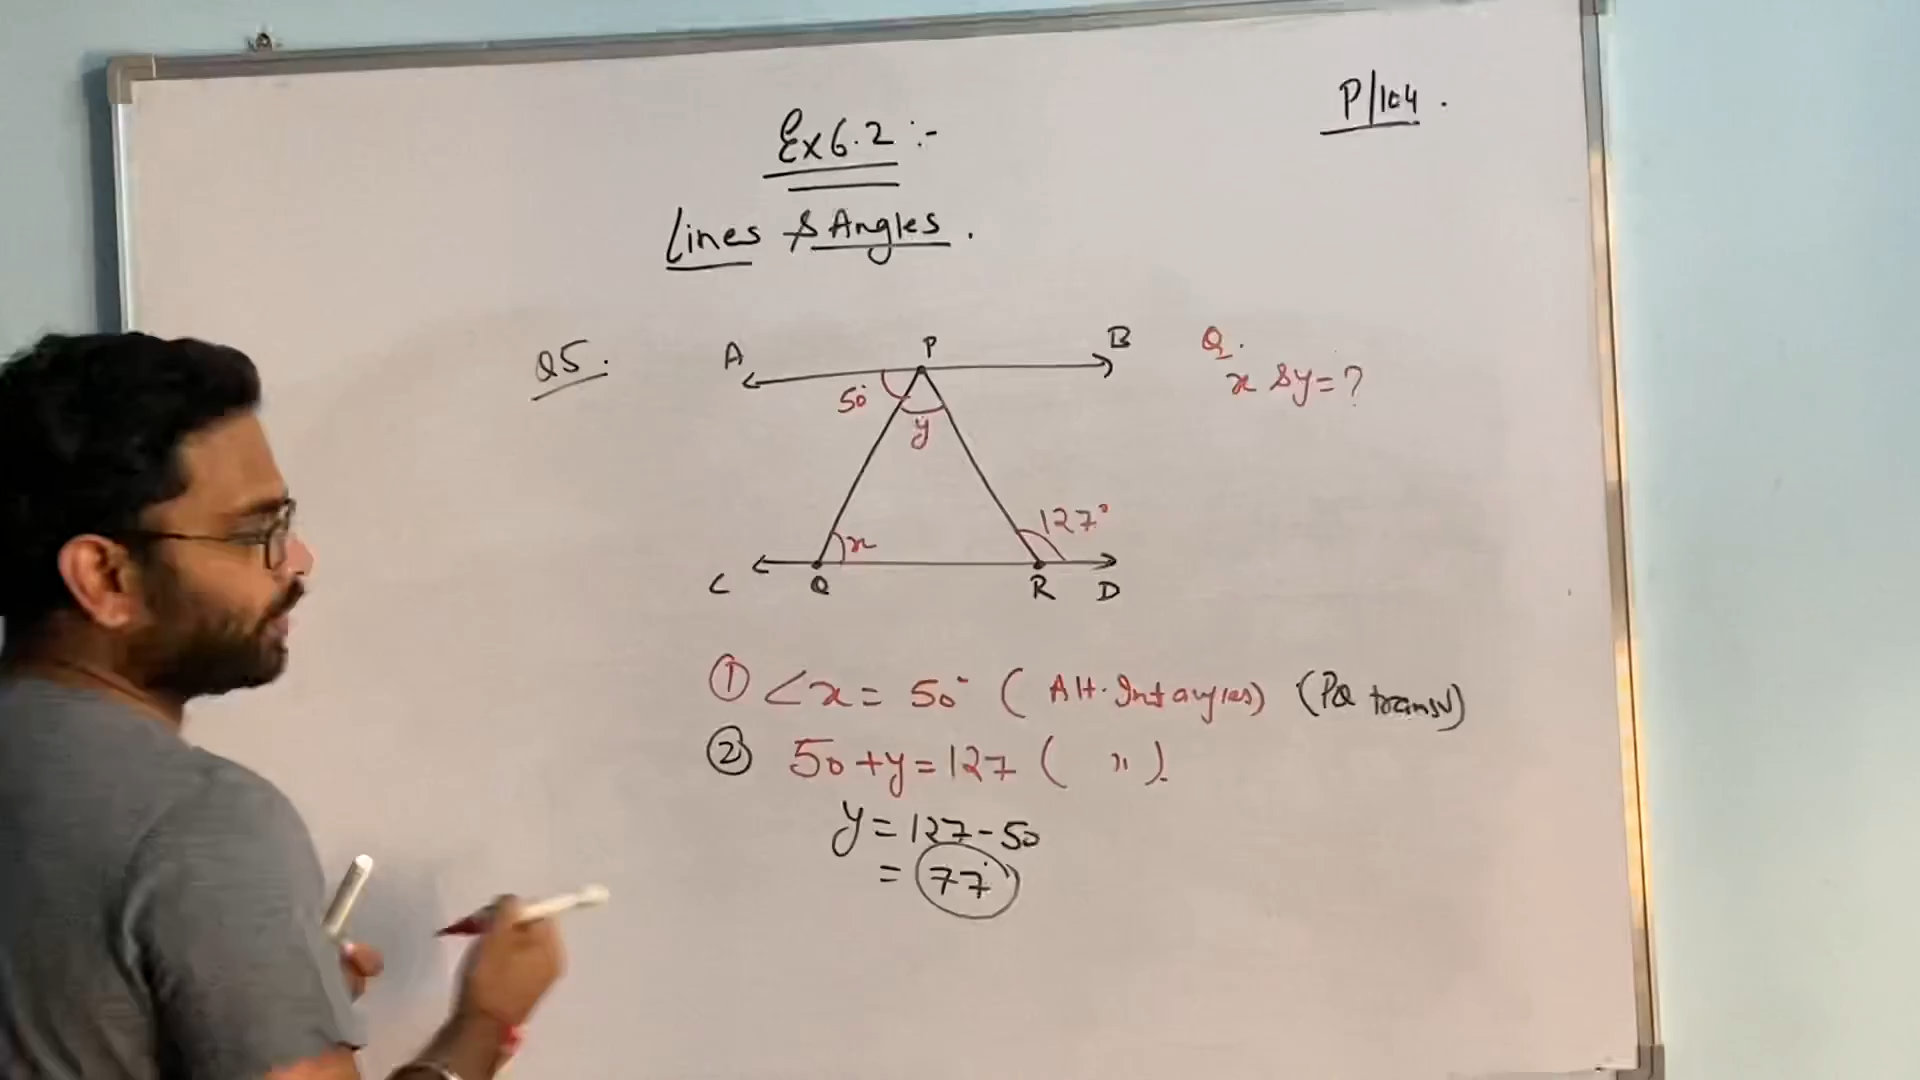 P/104.
Ex 6.2 :-
Lines & Angles.
Q5.
A P B
50°
y
x
127°
C Q R D
Q.
x & y = ?
① ∠x = 50° ( Alt. Int angles) (PQ transv)
② 50 + y = 127 ( " ).
y = 127 - 50
= 77°